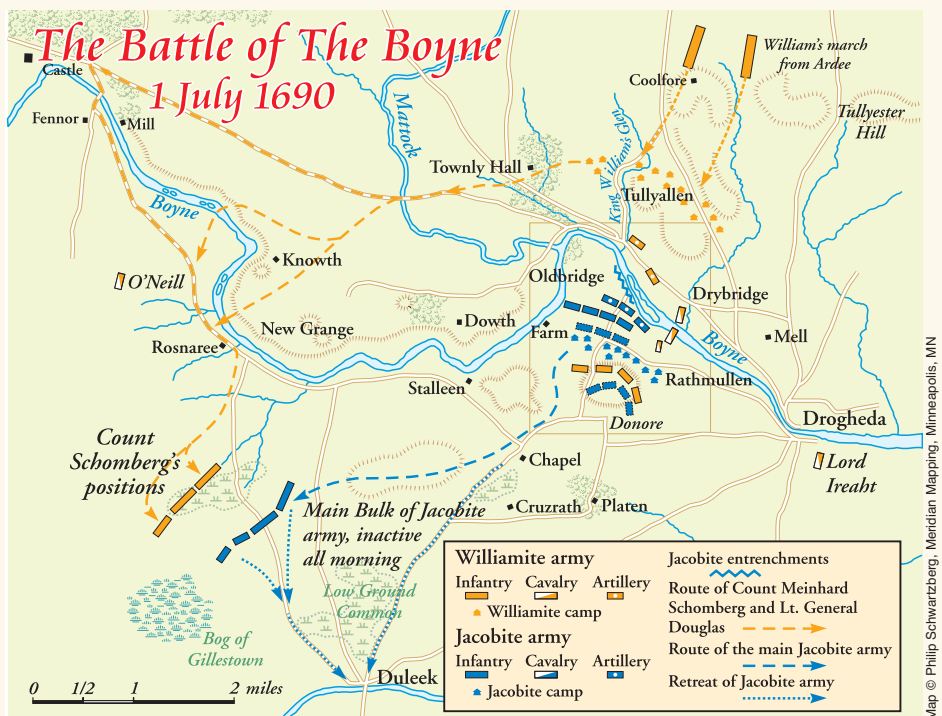 The Battle of The Boyne
1 July 1690
Castle
Fennor
Mill
Mattock
Coolfore
William's march
from Ardee
Tullyester
Hill
Townly Hall
King William's Glen
Tullyallen
Boyne
O'Neill
Knowth
Oldbridge
Drybridge
New Grange
Dowth
Farm
Boyne
Mell
Rosnaree
Stalleen
Rathmullen
Donore
Drogheda
Count
Schomberg's
positions
Chapel
Lord
Ireaht
Cruzrath
Platen
Main Bulk of Jacobite
army, inactive
all morning
Low Ground
Common
Bog of
Gillestown
Duleek
0 1/2 1 2 miles
Williamite army
Infantry Cavalry Artillery
Williamite camp
Jacobite army
Infantry Cavalry Artillery
Jacobite camp
Jacobite entrenchments
Route of Count Meinhard
Schomberg and Lt. General
Douglas
Route of the main Jacobite army
Retreat of Jacobite army
Map © Philip Schwartzberg, Meridian Mapping, Minneapolis, MN